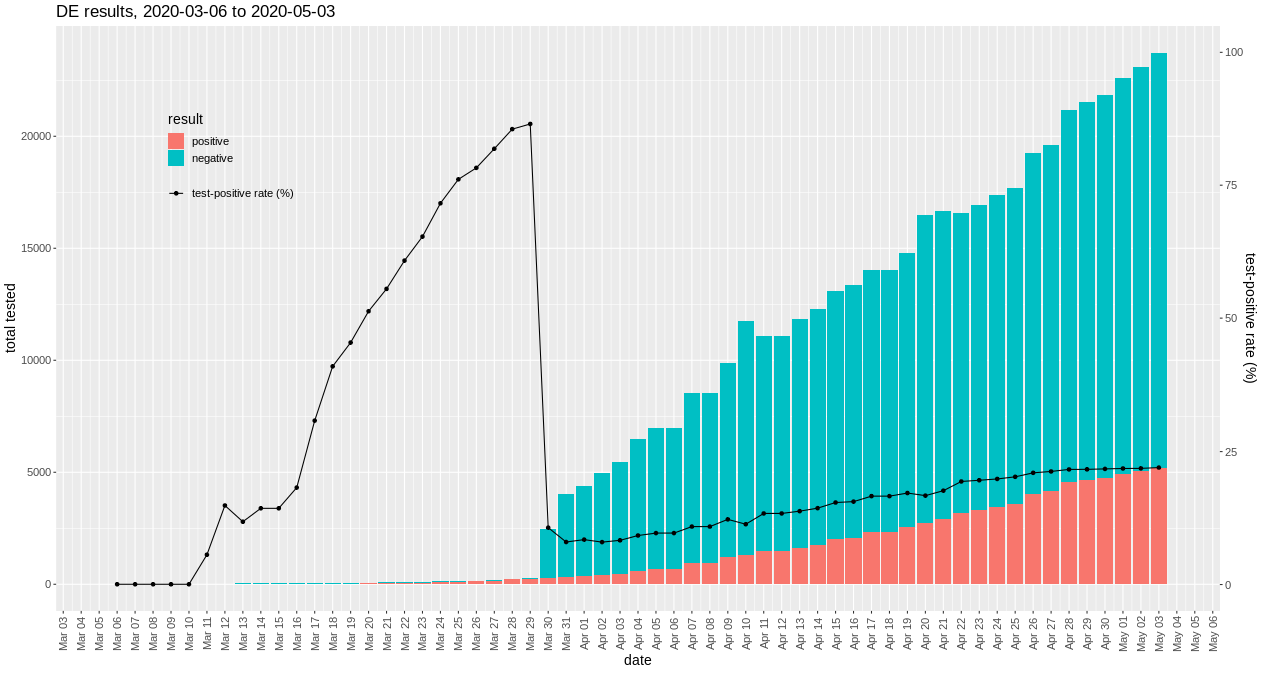 DE results, 2020-03-06 to 2020-05-03
result
positive
negative
test-positive rate (%)
total tested
20000
15000
10000
5000
0
100
75
50
25
0
test-positive rate (%)
Mar 03
Mar 04
Mar 05
Mar 06
Mar 07
Mar 08
Mar 09
Mar 10
Mar 11
Mar 12
Mar 13
Mar 14
Mar 15
Mar 16
Mar 17
Mar 18
Mar 19
Mar 20
Mar 21
Mar 22
Mar 23
Mar 24
Mar 25
Mar 26
Mar 27
Mar 28
Mar 29
Mar 30
Mar 31
Apr 01
Apr 02
Apr 03
Apr 04
Apr 05
Apr 06
Apr 07
Apr 08
Apr 09
Apr 10
Apr 11
Apr 12
Apr 13
Apr 14
Apr 15
Apr 16
Apr 17
Apr 18
Apr 19
Apr 20
Apr 21
Apr 22
Apr 23
Apr 24
Apr 25
Apr 26
Apr 27
Apr 28
Apr 29
Apr 30
May 01
May 02
May 03
May 04
May 05
May 06
date